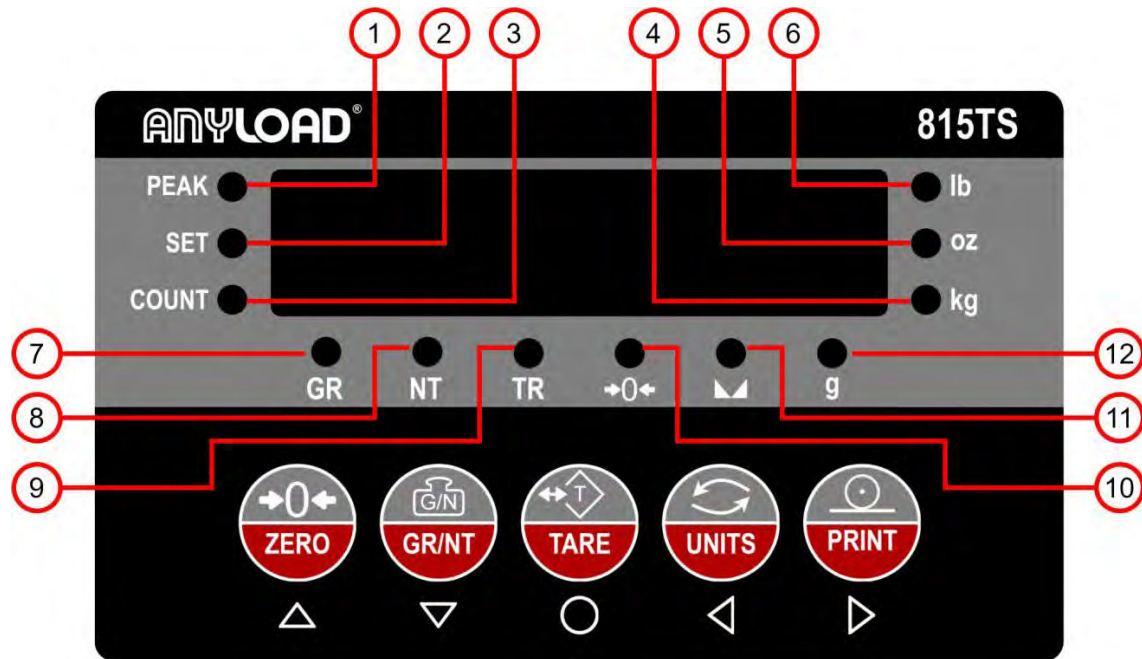 1 2 3 4 5 6
ANYLOAD® 815TS
PEAK lb
SET oz
COUNT kg
7 12
GR NT TR →0← g
8 11
9 10
→0← G/N T
ZERO GR/NT TARE UNITS PRINT